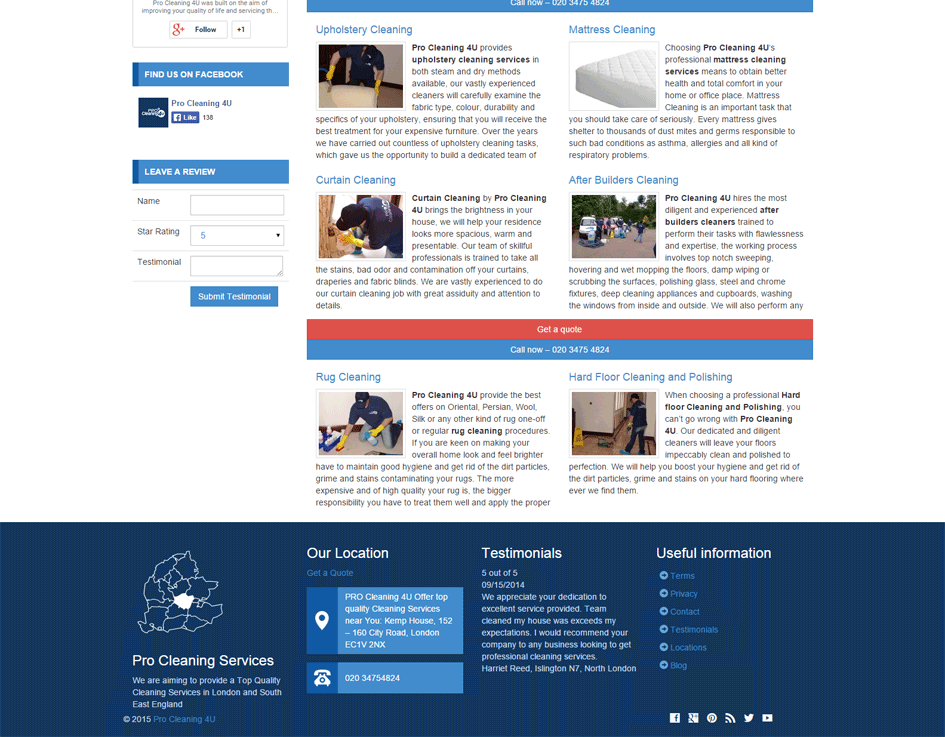 Pro Cleaning 4U was built on the aim of
improving your quality of life and servicing th...
Follow
+1
FIND US ON FACEBOOK
Pro Cleaning 4U
Like 138
LEAVE A REVIEW
Name
Star Rating
5
Testimonial
Submit Testimonial
Call now – 020 3475 4824
Upholstery Cleaning
Pro Cleaning 4U provides
upholstery cleaning services in
both steam and dry methods
available, our vastly experienced
cleaners will carefully examine the
fabric type, colour, durability and
specifics of your upholstery, ensuring that you will receive the
best treatment for your expensive furniture. Over the years
we have carried out countless of upholstery cleaning tasks,
which gave us the opportunity to build a dedicated team of
Mattress Cleaning
Choosing Pro Cleaning 4U's
professional mattress cleaning
services means to obtain better
health and total comfort in your
home or office place. Mattress
Cleaning is an important task that
you should take care of seriously. Every mattress gives
shelter to thousands of dust mites and germs responsible to
such bad conditions as asthma, allergies and all kind of
respiratory problems.
Curtain Cleaning
Curtain Cleaning by Pro Cleaning
4U brings the brightness in your
house, we will help your residence
looks more spacious, warm and
presentable. Our team of skillful
professionals is trained to take all
the stains, bad odor and contamination off your curtains,
draperies and fabric blinds. We are vastly experienced to do
our curtain cleaning job with great assiduity and attention to
details.
After Builders Cleaning
Pro Cleaning 4U hires the most
diligent and experienced after
builders cleaners trained to
perform their tasks with flawlessness
and expertise, the working process
involves top notch sweeping,
hovering and wet mopping the floors, damp wiping or
scrubbing the surfaces, polishing glass, steel and chrome
fixtures, deep cleaning appliances and cupboards, washing
the windows from inside and outside. We will also perform any
Get a quote
Call now – 020 3475 4824
Rug Cleaning
Pro Cleaning 4U provide the best
offers on Oriental, Persian, Wool,
Silk or any other kind of rug one-off
or regular rug cleaning procedures.
If you are keen on making your
overall home look and feel brighter
have to maintain good hygiene and get rid of the dirt particles,
grime and stains contaminating your rugs. The more
expensive and of high quality your rug is, the bigger
responsibility you have to treat them well and apply the proper
Hard Floor Cleaning and Polishing
When choosing a professional Hard
floor Cleaning and Polishing, you
can't go wrong with Pro Cleaning
4U. Our dedicated and diligent
cleaners will leave your floors
impeccably clean and polished to
perfection. We will help you boost your hygiene and get rid of
the dirt particles, grime and stains on your hard flooring where
ever we find them.
Pro Cleaning Services
We are aiming to provide a Top Quality
Cleaning Services in London and South
East England
© 2015 Pro Cleaning 4U
Our Location
Get a Quote
PRO Cleaning 4U Offer top
quality Cleaning Services
near You: Kemp House, 152
– 160 City Road, London
EC1V 2NX
020 34754824
Testimonials
5 out of 5
09/15/2014
We appreciate your dedication to
excellent service provided. Team
cleaned my house was exceeds my
expectations. I would recommend your
company to any business looking to get
professional cleaning services.
Harriet Reed, Islington N7, North London
Useful information
Terms
Privacy
Contact
Testimonials
Locations
Blog